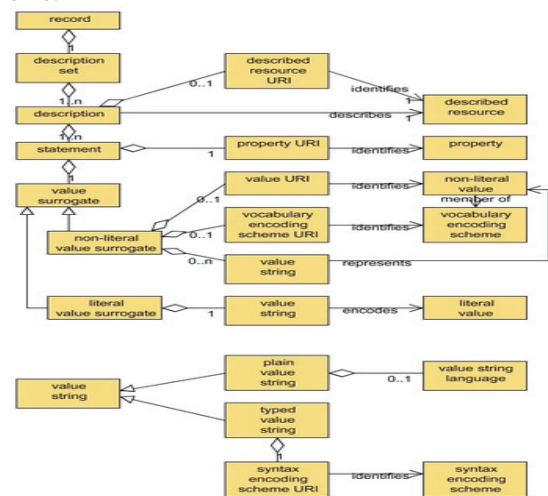 record
1
description
set
1..n
0..1
described
resource
URI
identifies
1
described
resource
description
describes
1
1..n
statement
1
property URI
identifies
property
1
value
surrogate
0..1
value URI
identifies
non-literal
value
member of
non-literal
value surrogate
0..1
vocabulary
encoding
scheme URI
identifies
vocabulary
encoding
scheme
0..n
value
string
represents
literal
value surrogate
1
value
string
encodes
literal
value
value
string
plain
value
string
0..1
value string
language
typed
value
string
1
syntax
encoding
scheme URI
identifies
syntax
encoding
scheme